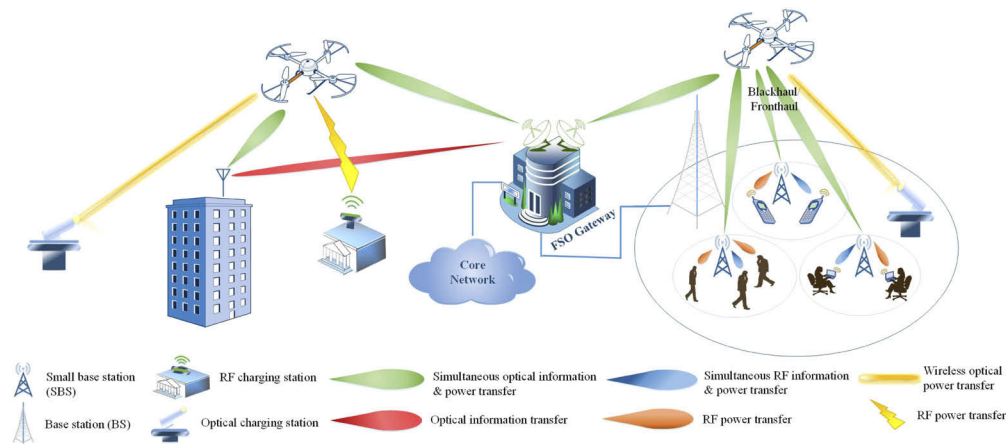 Blackhaul/
Fronthaul
FSO Gateway
Core
Network
Small base station
(SBS)
RF charging station
Simultaneous optical information
& power transfer
Simultaneous RF information
& power transfer
Wireless optical
power transfer
Base station (BS)
Optical charging station
Optical information transfer
RF power transfer
RF power transfer